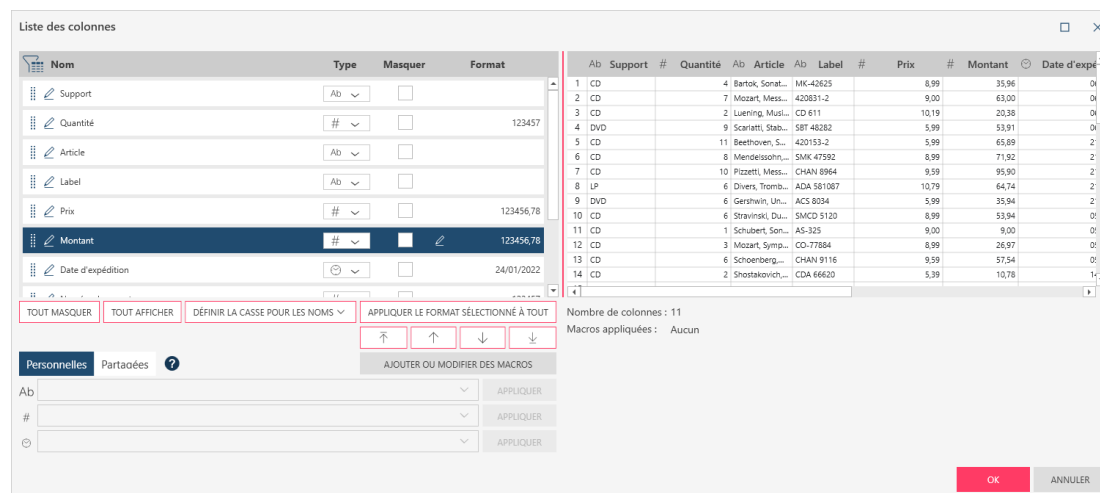 Liste des colonnes
Nom Type Masquer Format
Support Ab
Quantité # 123457
Article Ab
Label Ab
Prix # 123456,78
Montant # 123456,78
Date d'expédition 24/01/2022
TOUT MASQUER TOUT AFFICHER DÉFINIR LA CASSE POUR LES NOMS APPLIQUER LE FORMAT SÉLECTIONNÉ À TOUT
Personnelles Partagées ? AJOUTER OU MODIFIER DES MACROS
Ab APPLIQUER
# APPLIQUER
APPLIQUER
Ab Support # Quantité Ab Article Ab Label # Prix # Montant Date d'expé
1 CD 4 Bartok, Sonat... MK-42625 8,99 35,96
2 CD 7 Mozart, Mess... 420831-2 9,00 63,00
3 CD 2 Luening, Musi... CD 611 10,19 20,38
4 DVD 9 Scarlatti, Stab... SBT 48282 5,99 53,91
5 CD 11 Beethoven, S... 420153-2 5,99 65,89
6 CD 8 Mendelssohn,... SMK 47592 8,99 71,92
7 CD 10 Pizzetti, Mess... CHAN 8964 9,59 95,90
8 LP 6 Divers, Tromb... ADA 581087 10,79 64,74
9 DVD 6 Gershwin, Un... ACS 8034 5,99 35,94
10 CD 6 Stravinski, Du... SMCD 5120 8,99 53,94
11 CD 1 Schubert, Son... AS-325 9,00 9,00
12 CD 3 Mozart, Symp... CO-77884 8,99 26,97
13 CD 6 Schoenberg,... CHAN 9116 9,59 57,54
14 CD 2 Shostakovich,... CDA 66620 5,39 10,78
Nombre de colonnes : 11
Macros appliquées : Aucun
OK ANNULER